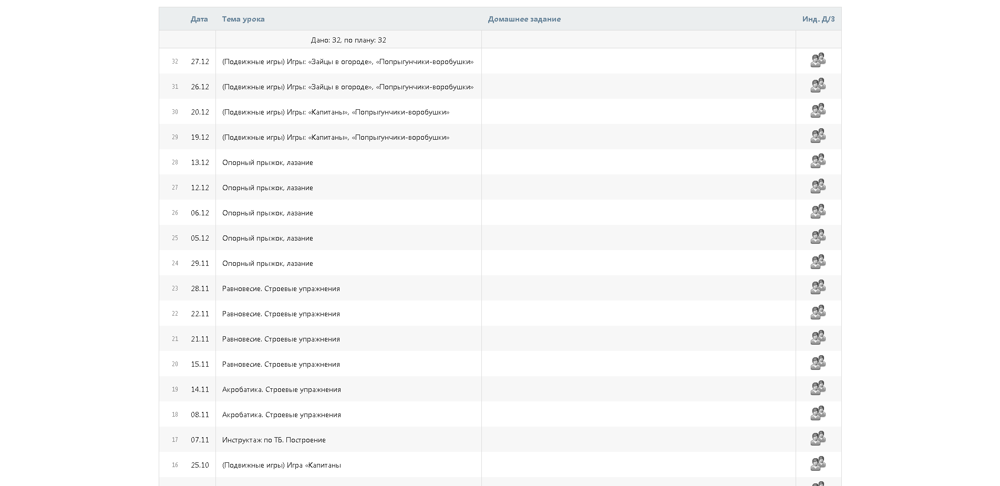 Дата Тема урока Домашнее задание Инд. Д/З
Дано: 32, по плану: 32
32 27.12 (Подвижные игры) Игры: «Зайцы в огороде», «Попрыгунчики-воробушки»
31 26.12 (Подвижные игры) Игры: «Зайцы в огороде», «Попрыгунчики-воробушки»
30 20.12 (Подвижные игры) Игры: «Капитаны», «Попрыгунчики-воробушки»
29 19.12 (Подвижные игры) Игры: «Капитаны», «Попрыгунчики-воробушки»
28 13.12 Опорный прыжок, лазание
27 12.12 Опорный прыжок, лазание
26 06.12 Опорный прыжок, лазание
25 05.12 Опорный прыжок, лазание
24 29.11 Опорный прыжок, лазание
23 28.11 Равновесие. Строевые упражнения
22 22.11 Равновесие. Строевые упражнения
21 21.11 Равновесие. Строевые упражнения
20 15.11 Равновесие. Строевые упражнения
19 14.11 Акробатика. Строевые упражнения
18 08.11 Акробатика. Строевые упражнения
17 07.11 Инструктаж по ТБ. Построение
16 25.10 (Подвижные игры) Игра «Капитаны